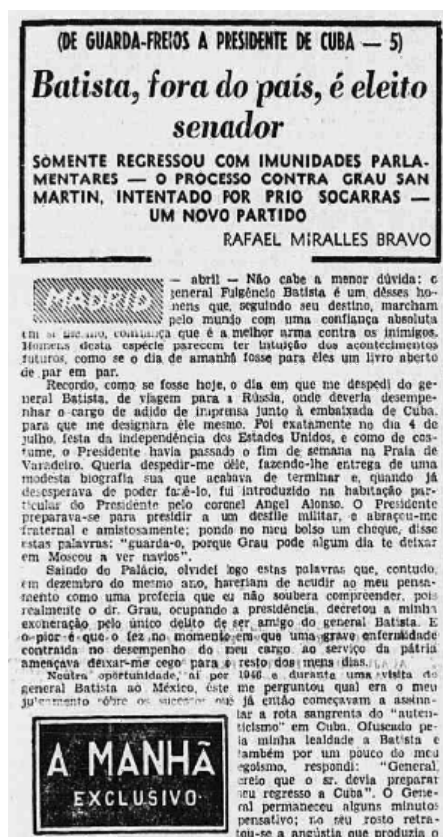 (DE GUARDA-FREIOS A PRESIDENTE DE CUBA — 5)
Batista, fora do país, é eleito
senador
SOMENTE REGRESSOU COM IMUNIDADES PARLA-
MENTARES — O PROCESSO CONTRA GRAU SAN
MARTIN, INTENTADO POR PRIO SOCARRAS —
UM NOVO PARTIDO
RAFAEL MIRALLES BRAVO
MADRID — abril — Não cabe a menor dúvida: o
general Fulgêncio Batista é um dêsses ho-
mens que, seguindo seu destino, marcham
pelo mundo com uma confiança absoluta
em si mesmo, confiança que é a melhor arma contra os inimigos.
Homens desta espécie parecem ter intuição dos acontecimentos
futuros, como se o dia de amanhã fosse para êles um livro aberto
de par em par.
Recordo, como se fosse hoje, o dia em que me despedi do ge-
neral Batista, de viagem para a Rússia, onde deveria desempe-
nhar o cargo de adido de imprensa junto à embaixada de Cuba,
para que me designara êle mesmo. Foi exatamente no dia 4 de
julho, festa da independência dos Estados Unidos, e como de cos-
tume, o Presidente havia passado o fim de semana na Praia de
Varadeiro. Queria despedir-me dêle, fazendo-lhe entrega de uma
modesta biografia sua que acabava de terminar e, quando já
desesperava de poder fazê-lo, fui introduzido na habitação par-
ticular do Presidente pelo coronel Angel Alonso. O Presidente
preparava-se para presidir a um desfile militar, e abraçou-me
fraternal e amistosamente; pondo no meu bolso um cheque, disse
estas palavras: "guarda-o, porque Grau pode algum dia te deixar
em Moscou a ver navios".
Saindo do Palácio, olvidei logo estas palavras que, contudo,
em dezembro do mesmo ano, haveriam de acudir ao meu pensa-
mento como uma profecia que eu não soubera compreender, pois
realmente o dr. Grau, ocupando a presidência, decretou a minha
exoneração pelo único delito de ser amigo do general Batista. E
o pior é que o fez no momento em que uma grave enfermidade
contraída no desempenho do meu cargo ao serviço da pátria
ameaçava deixar-me cego para o resto dos meus dias.
Noutra oportunidade, aí por 1946 e durante uma visita do
general Batista ao México, êste me perguntou qual era o meu
julgamento sôbre os sucessos que já então começavam a assina-
lar a rota sangrenta do "auten-
ticismo" em Cuba. Ofuscado pe-
la minha lealdade a Batista e
também por um pouco do meu
egoísmo, respondi: "General,
creio que o sr. devia preparar
seu regresso a Cuba". O Gene-
ral permaneceu alguns minutos
pensativo; no seu rosto retra-
tou-se a angústia que produzia o
A MANHÃ
EXCLUSIVO